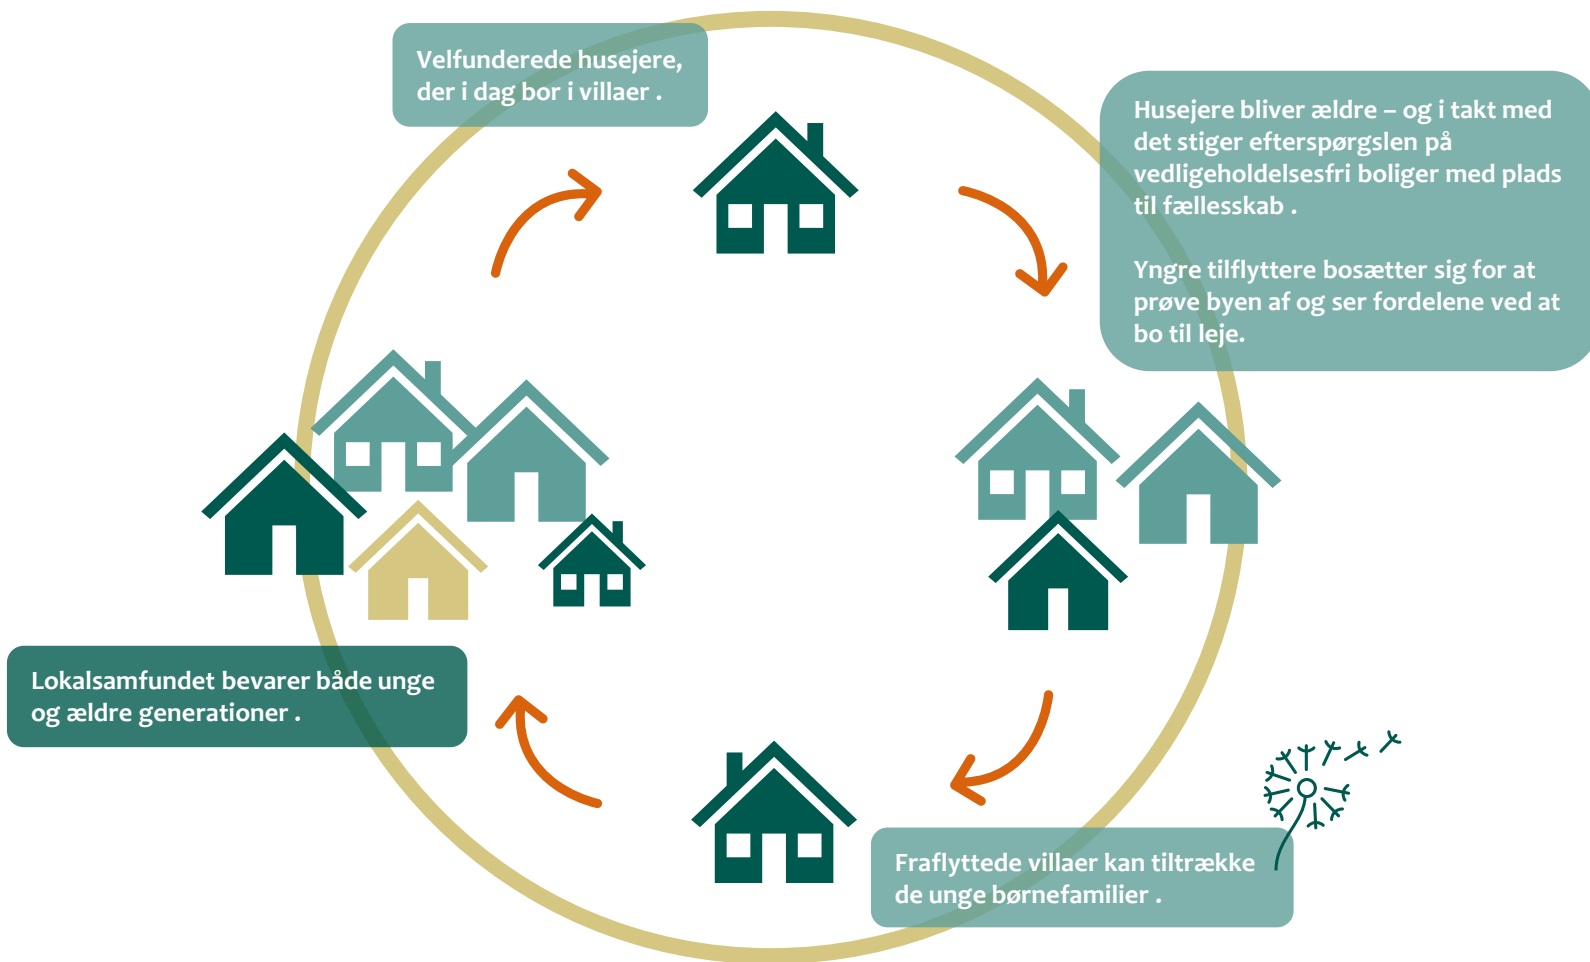 Velfunderede husejere,
der i dag bor i villaer .
Husejere bliver ældre – og i takt med
det stiger efterspørgslen på
vedligeholdelsesfri boliger med plads
til fællesskab .
Yngre tilflyttere bosætter sig for at
prøve byen af og ser fordelene ved at
bo til leje.
Fraflyttede villaer kan tiltrække
de unge børnefamilier .
Lokalsamfundet bevarer både unge
og ældre generationer .